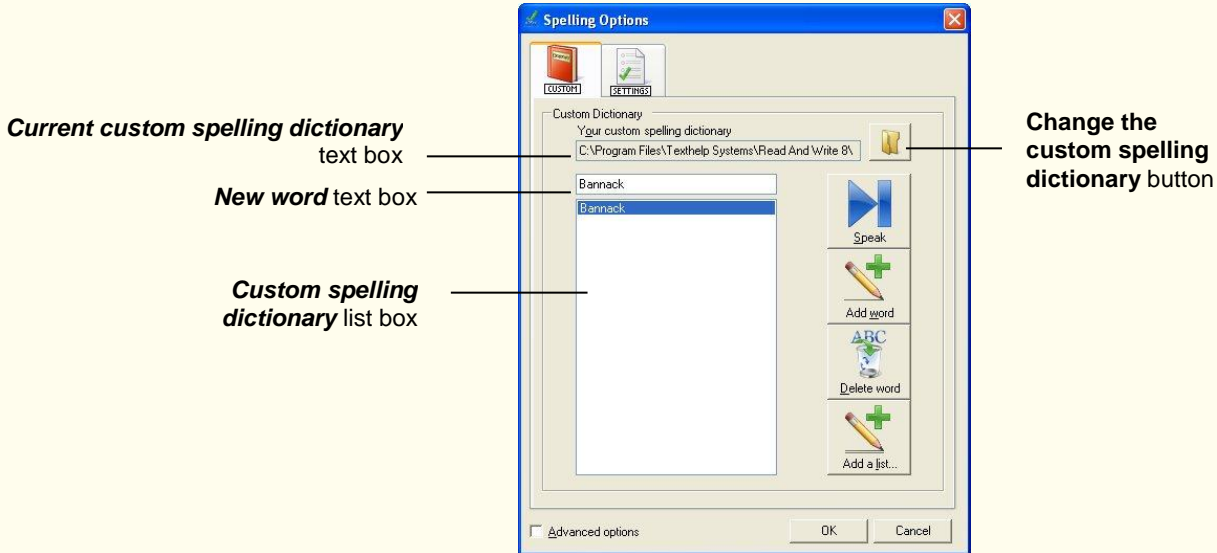 Spelling Options
CUSTOM
SETTINGS
Custom Dictionary
Your custom spelling dictionary
C:\Program Files\Texthelp Systems\Read And Write 8\
Current custom spelling dictionary
text box
Change the
custom spelling
dictionary button
Bannack
New word text box
Bannack
Speak
Custom spelling
dictionary list box
Add word
ABC
Delete word
Add a list...
Advanced options
OK
Cancel